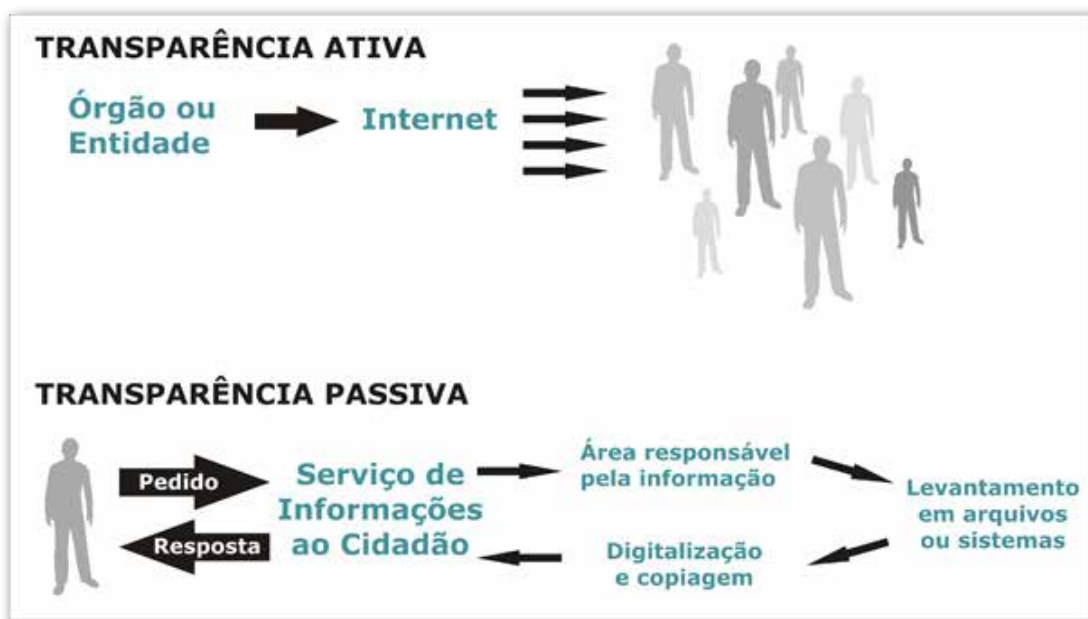 TRANSPARÊNCIA ATIVA
Órgão ou
Entidade
Internet
TRANSPARÊNCIA PASSIVA
Pedido
Resposta
Serviço de
Informações
ao Cidadão
Área responsável
pela informação
Levantamento
em arquivos
ou sistemas
Digitalização
e copiagem